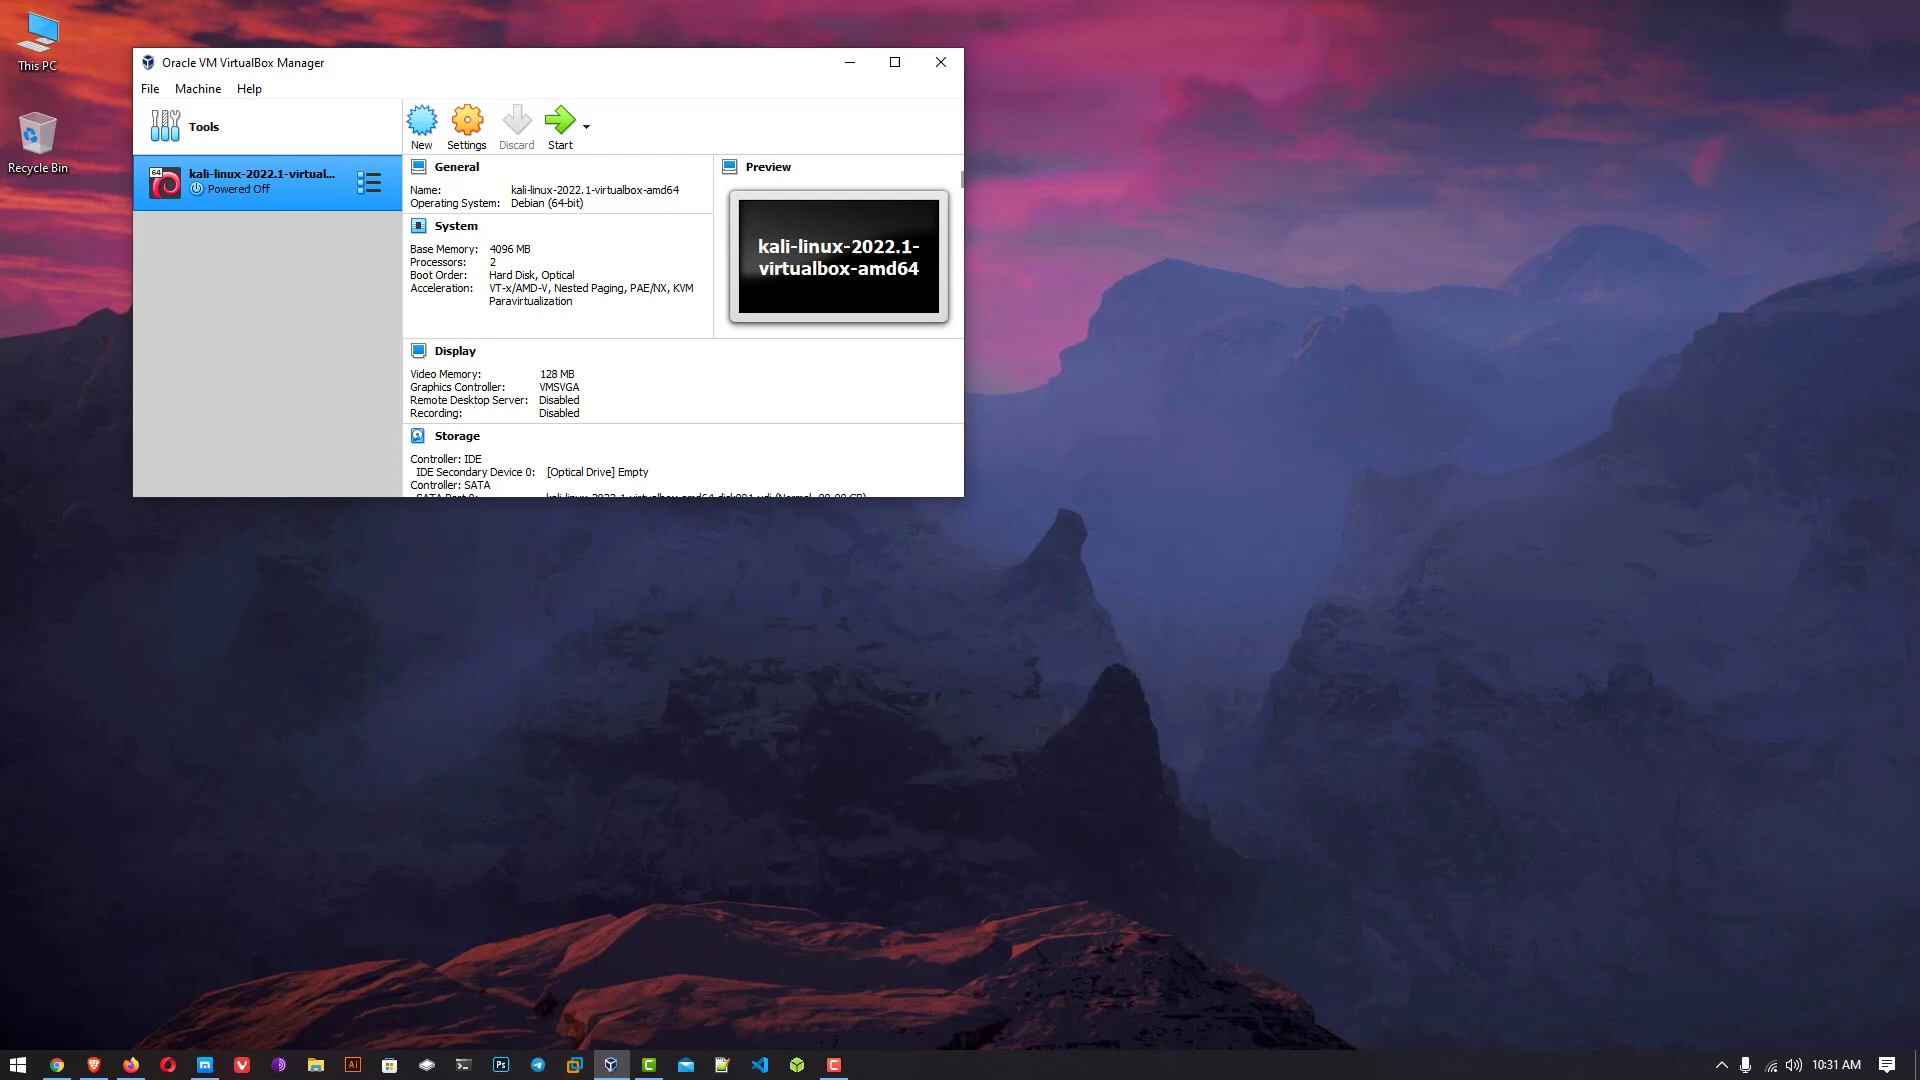 This PC
Recycle Bin
Oracle VM VirtualBox Manager
File Machine Help
Tools
New Settings Discard Start
64
kali-linux-2022.1-virtual...
Powered Off
General
Name: kali-linux-2022.1-virtualbox-amd64
Operating System: Debian (64-bit)
System
Base Memory: 4096 MB
Processors: 2
Boot Order: Hard Disk, Optical
Acceleration: VT-x/AMD-V, Nested Paging, PAE/NX, KVM
Paravirtualization
Preview
kali-linux-2022.1-
virtualbox-amd64
Display
Video Memory: 128 MB
Graphics Controller: VMSVGA
Remote Desktop Server: Disabled
Recording: Disabled
Storage
Controller: IDE
IDE Secondary Device 0: [Optical Drive] Empty
Controller: SATA
Ai
Ps
10:31 AM